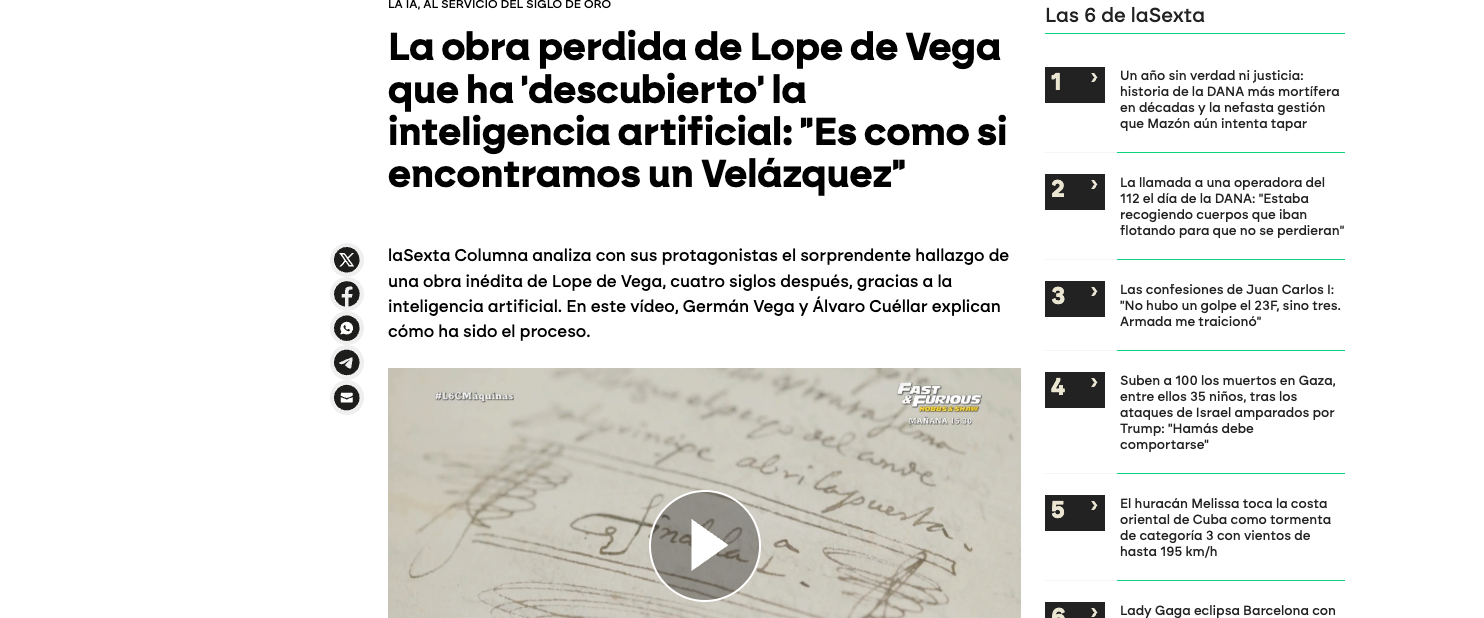 LA IA, AL SERVICIO DEL SIGLO DE ORO
La obra perdida de Lope de Vega
que ha 'descubierto' la
inteligencia artificial: "Es como si
encontramos un Velázquez"
laSexta Columna analiza con sus protagonistas el sorprendente hallazgo de
una obra inédita de Lope de Vega, cuatro siglos después, gracias a la
inteligencia artificial. En este vídeo, Germán Vega y Álvaro Cuéllar explican
cómo ha sido el proceso.
#L6CMáquinas
FAST
& FURIOUS
HOBBS & SHAW
MAÑANA 15:30
del conde
principe abri la puerta
Las 6 de laSexta
1
Un año sin verdad ni justicia:
historia de la DANA más mortífera
en décadas y la nefasta gestión
que Mazón aún intenta tapar
2
La llamada a una operadora del
112 el día de la DANA: "Estaba
recogiendo cuerpos que iban
flotando para que no se perdieran"
3
Las confesiones de Juan Carlos I:
"No hubo un golpe el 23F, sino tres.
Armada me traicionó"
4
Suben a 100 los muertos en Gaza,
entre ellos 35 niños, tras los
ataques de Israel amparados por
Trump: "Hamás debe
comportarse"
5
El huracán Melissa toca la costa
oriental de Cuba como tormenta
de categoría 3 con vientos de
hasta 195 km/h
6
Lady Gaga eclipsa Barcelona con